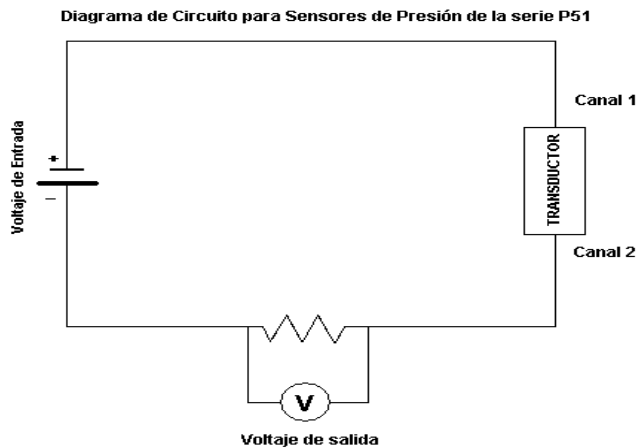 Diagrama de Circuito para Sensores de Presión de la serie P51
Canal 1
Voltaje de Entrada
+
TRANSDUCTOR
−
Canal 2
V
Voltaje de salida